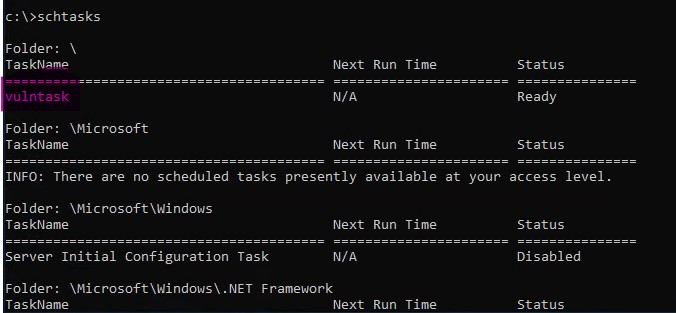 c:\>schtasks
Folder: \
TaskName Next Run Time Status
======================================== ====================== ===============
vulntask N/A Ready
Folder: \Microsoft
TaskName Next Run Time Status
======================================== ====================== ===============
INFO: There are no scheduled tasks presently available at your access level.
Folder: \Microsoft\Windows
TaskName Next Run Time Status
======================================== ====================== ===============
Server Initial Configuration Task N/A Disabled
Folder: \Microsoft\Windows\.NET Framework
TaskName Next Run Time Status